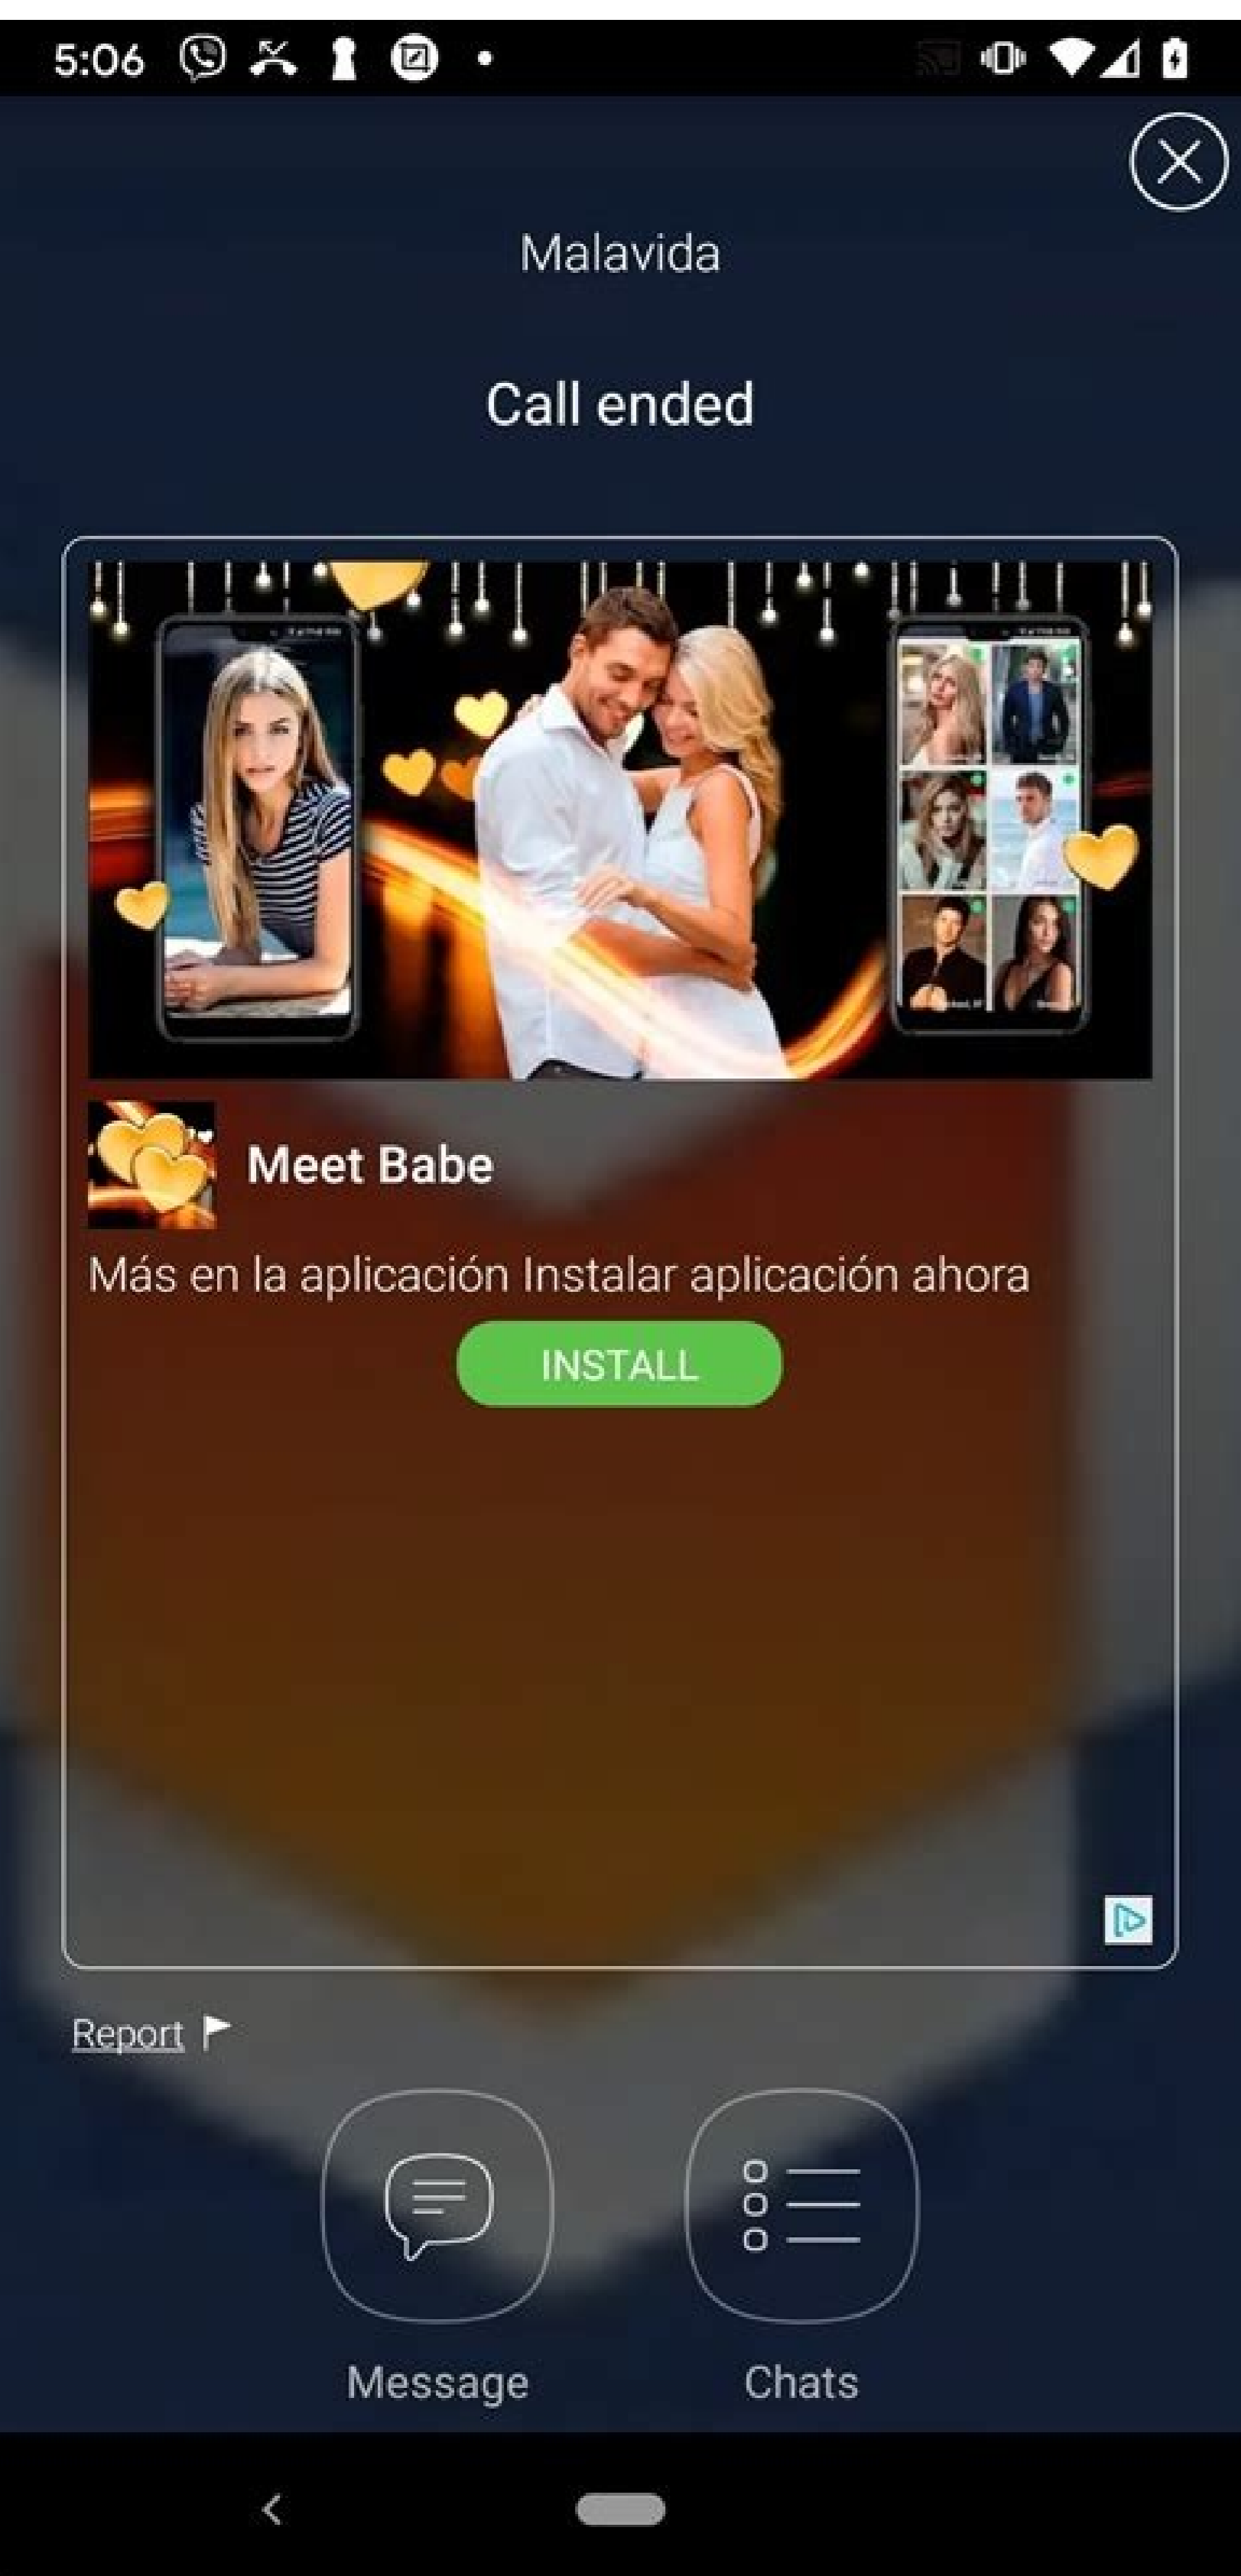 5:06
Malavida
Call ended
Meet Babe
Más en la aplicación Instalar aplicación ahora
INSTALL
Report
Message
Chats